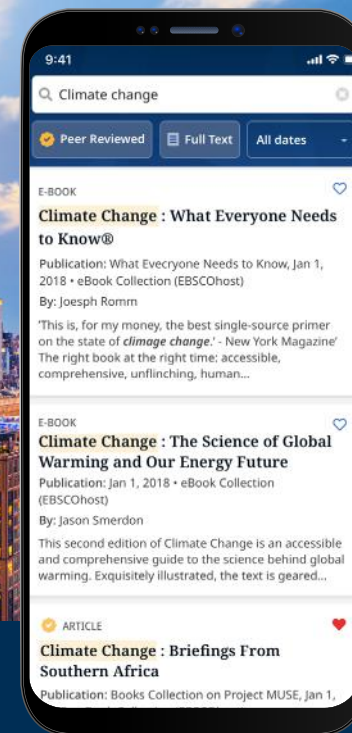 9:41
Climate change
Peer Reviewed
Full Text
All dates
E-BOOK
Climate Change : What Everyone Needs
to Know®
Publication: What Evecryone Needs to Know, Jan 1,
2018 • eBook Collection (EBSCOhost)
By: Joesph Romm
'This is, for my money, the best single-source primer
on the state of climage change.' - New York Magazine'
The right book at the right time: accessible,
comprehensive, unflinching, human...
E-BOOK
Climate Change : The Science of Global
Warming and Our Energy Future
Publication: Jan 1, 2018 • eBook Collection
(EBSCOhost)
By: Jason Smerdon
This second edition of Climate Change is an accessible
and comprehensive guide to the science behind global
warming. Exquisitely illustrated, the text is geared...
ARTICLE
Climate Change : Briefings From
Southern Africa
Publication: Books Collection on Project MUSE, Jan 1,